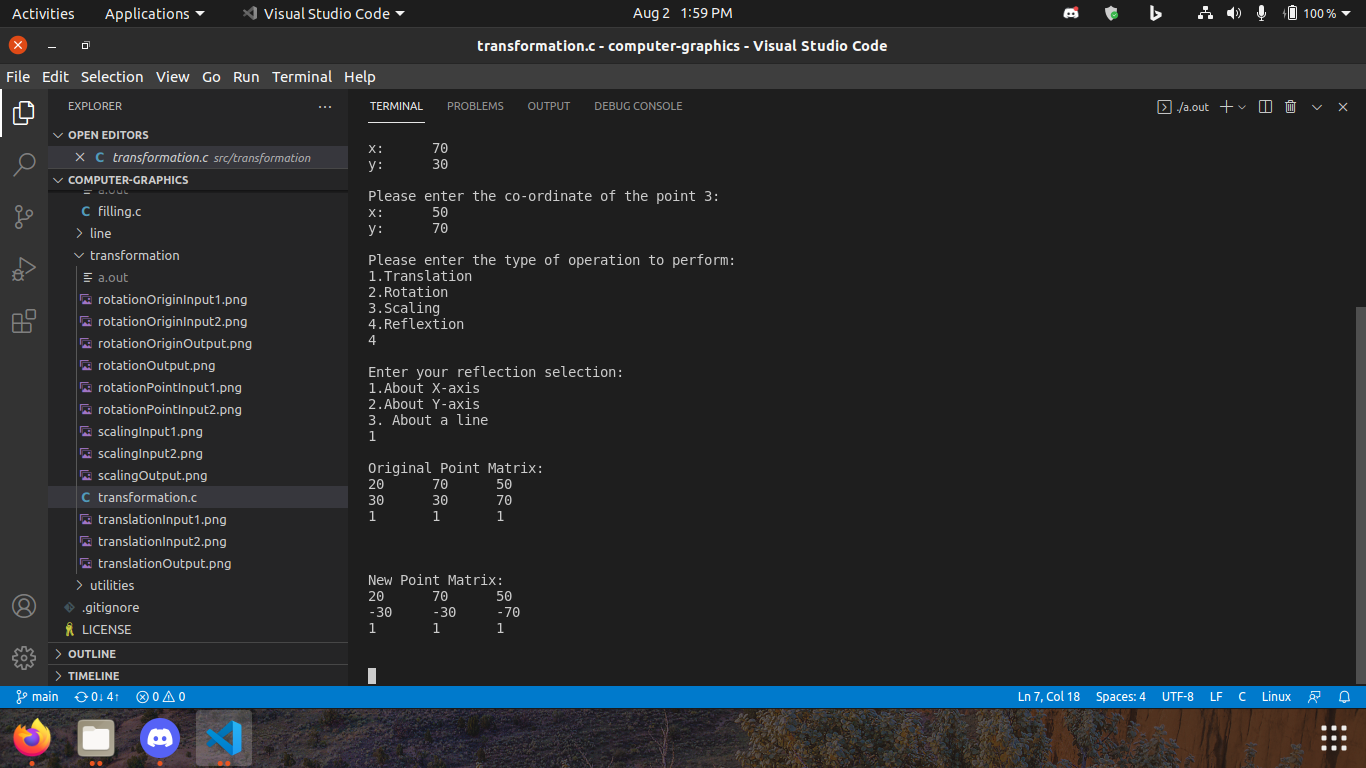 Activities Applications Visual Studio Code Aug 2 1:59 PM 100 %
transformation.c - computer-graphics - Visual Studio Code
File Edit Selection View Go Run Terminal Help
EXPLORER
OPEN EDITORS
transformation.c src/transformation
COMPUTER-GRAPHICS
a.out
filling.c
line
transformation
a.out
rotationOriginInput1.png
rotationOriginInput2.png
rotationOriginOutput.png
rotationOutput.png
rotationPointInput1.png
rotationPointInput2.png
scalingInput1.png
scalingInput2.png
scalingOutput.png
transformation.c
translationInput1.png
translationInput2.png
translationOutput.png
utilities
.gitignore
LICENSE
OUTLINE
TIMELINE
TERMINAL PROBLEMS OUTPUT DEBUG CONSOLE ./a.out
x: 70
y: 30
Please enter the co-ordinate of the point 3:
x: 50
y: 70
Please enter the type of operation to perform:
1.Translation
2.Rotation
3.Scaling
4.Reflextion
4
Enter your reflection selection:
1.About X-axis
2.About Y-axis
3. About a line
1
Original Point Matrix:
20 70 50
30 30 70
1 1 1
New Point Matrix:
20 70 50
-30 -30 -70
1 1 1
main 0↓ 4↑ 0 0 Ln 7, Col 18 Spaces: 4 UTF-8 LF C Linux